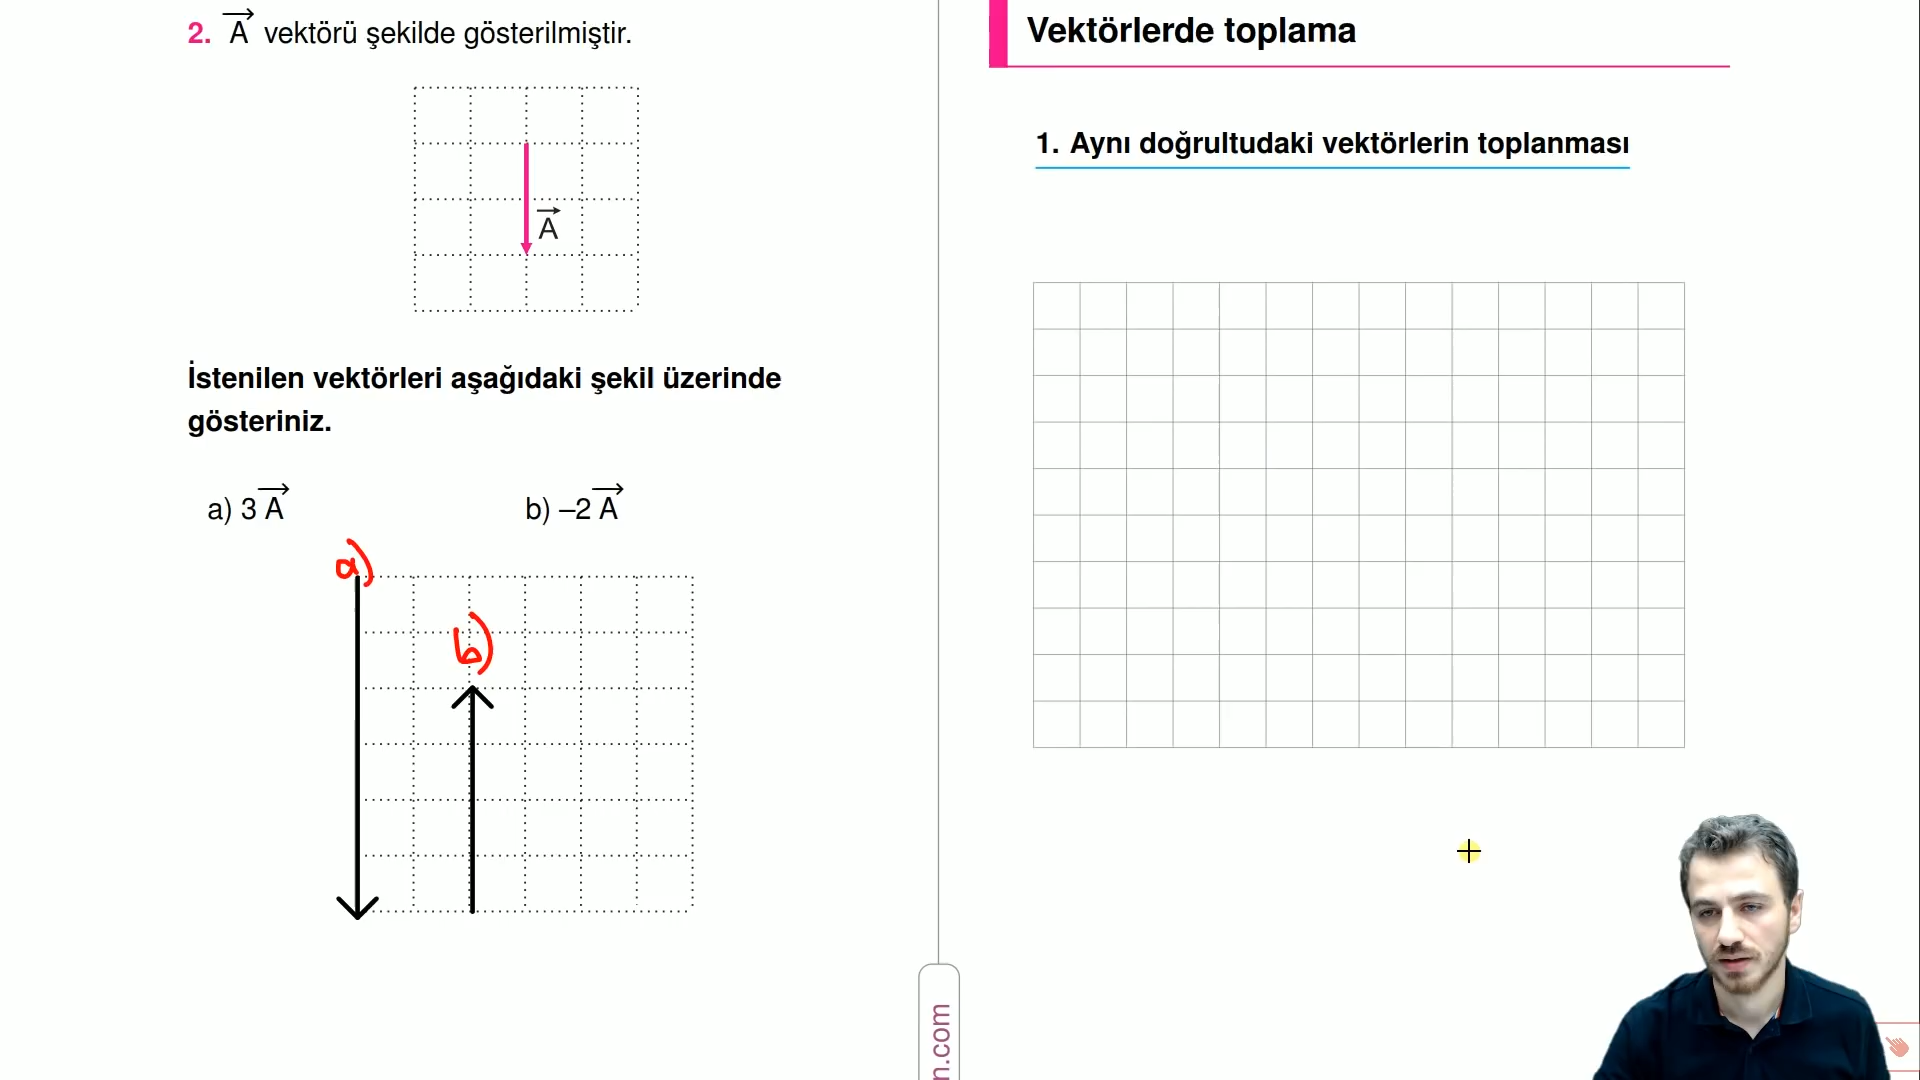 2. A vektörü şekilde gösterilmiştir.
A
İstenilen vektörleri aşağıdaki şekil üzerinde
gösteriniz.
a) 3 A
b) –2 A
a)
b)
n.com
Vektörlerde toplama
1. Aynı doğrultudaki vektörlerin toplanması